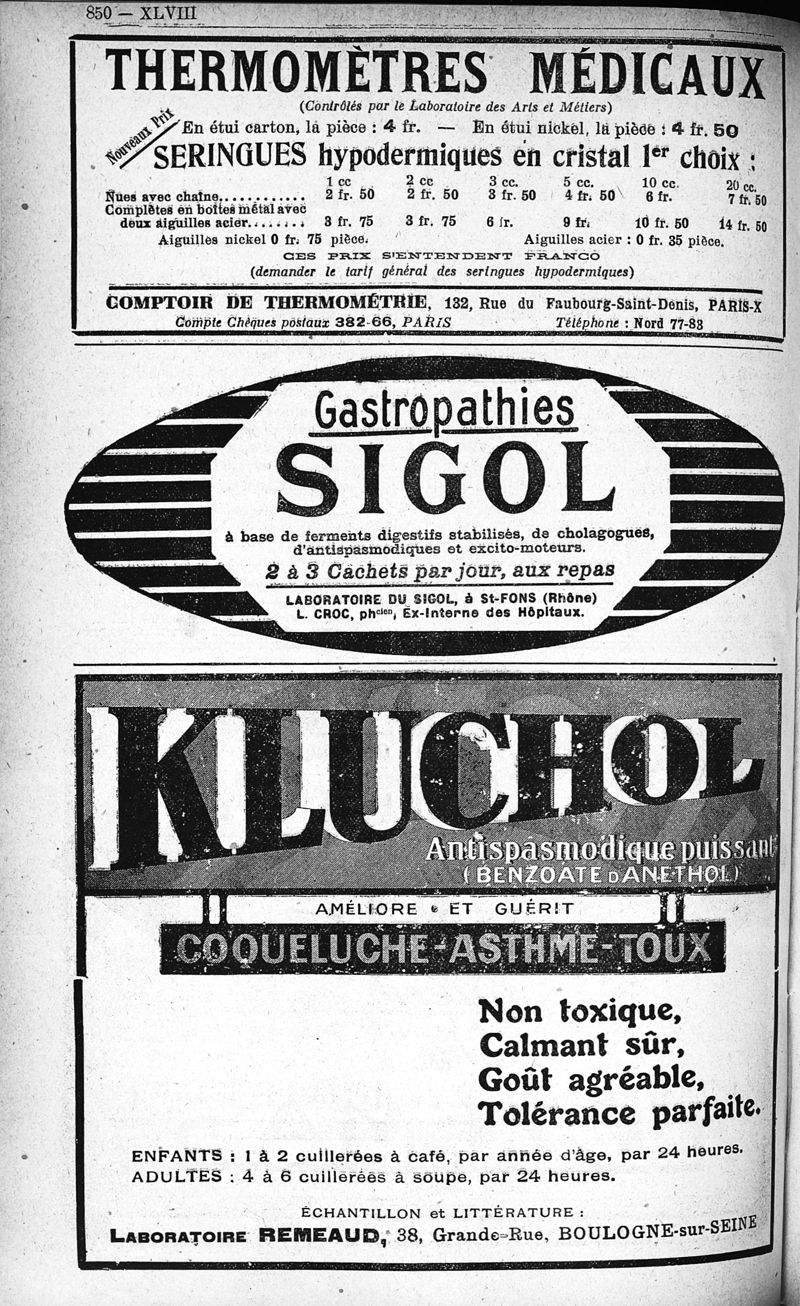 850 — XLVIII
THERMOMÈTRES MÉDICAUX
(Contrôlés par le Laboratoire des Arts et Métiers)
Nouveaux Prix
En étui carton, la pièce : 4 fr. — En étui nickel, la pièce : 4 fr. 50
SERINGUES hypodermiques en cristal 1er choix :
1 cc 2 cc 3 cc. 5 cc. 10 cc. 20 cc.
Nues avec chaîne............ 2 fr. 50 2 fr. 50 3 fr. 50 4 fr. 50 6 fr. 7 fr. 50
Complètes en boîtes métal avec
deux aiguilles acier........ 3 fr. 75 3 fr. 75 6 fr. 9 fr. 10 fr. 50 14 fr. 50
Aiguilles nickel 0 fr. 75 pièce. Aiguilles acier : 0 fr. 35 pièce.
CES PRIX S'ENTENDENT FRANCO
(demander le tarif général des seringues hypodermiques)
COMPTOIR DE THERMOMÉTRIE, 132, Rue du Faubourg-Saint-Denis, PARIS-X
Compte Chèques postaux 382-66, PARIS Téléphone : Nord 77-83
Gastropathies
SIGOL
à base de ferments digestifs stabilisés, de cholagogues,
d'antispasmodiques et excito-moteurs.
2 à 3 Cachets par jour, aux repas
LABORATOIRE DU SIGOL, à St-FONS (Rhône)
L. CROC, phcien, Ex-Interne des Hôpitaux.
KLUCHOL
Antispasmodique puissant
(BENZOATE D'ANETHOL)
AMÉLIORE ET GUÉRIT
COQUELUCHE-ASTHME-TOUX
Non toxique,
Calmant sûr,
Goût agréable,
Tolérance parfaite.
ENFANTS : 1 à 2 cuillerées à café, par année d'âge, par 24 heures.
ADULTES : 4 à 6 cuillerées à soupe, par 24 heures.
ÉCHANTILLON et LITTÉRATURE :
LABORATOIRE REMEAUD, 38, Grande-Rue, BOULOGNE-sur-SEINE